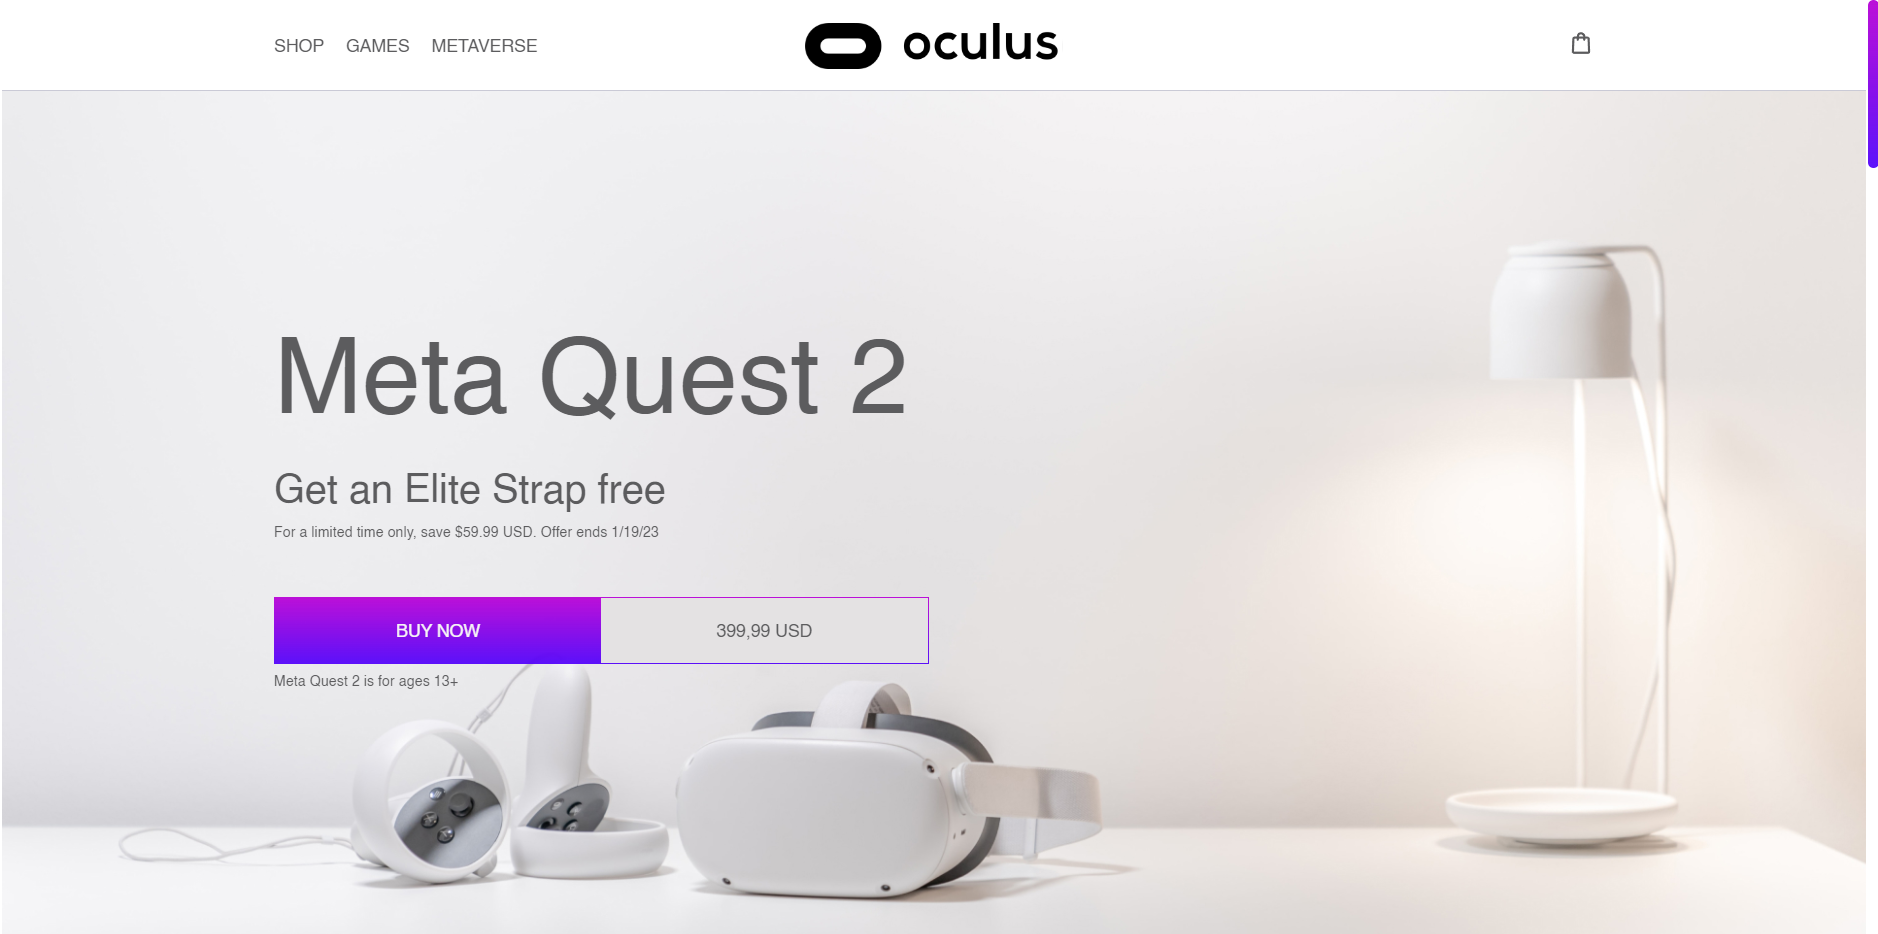 SHOP GAMES METAVERSE
oculus
Meta Quest 2
Get an Elite Strap free
For a limited time only, save $59.99 USD. Offer ends 1/19/23
BUY NOW
399,99 USD
Meta Quest 2 is for ages 13+